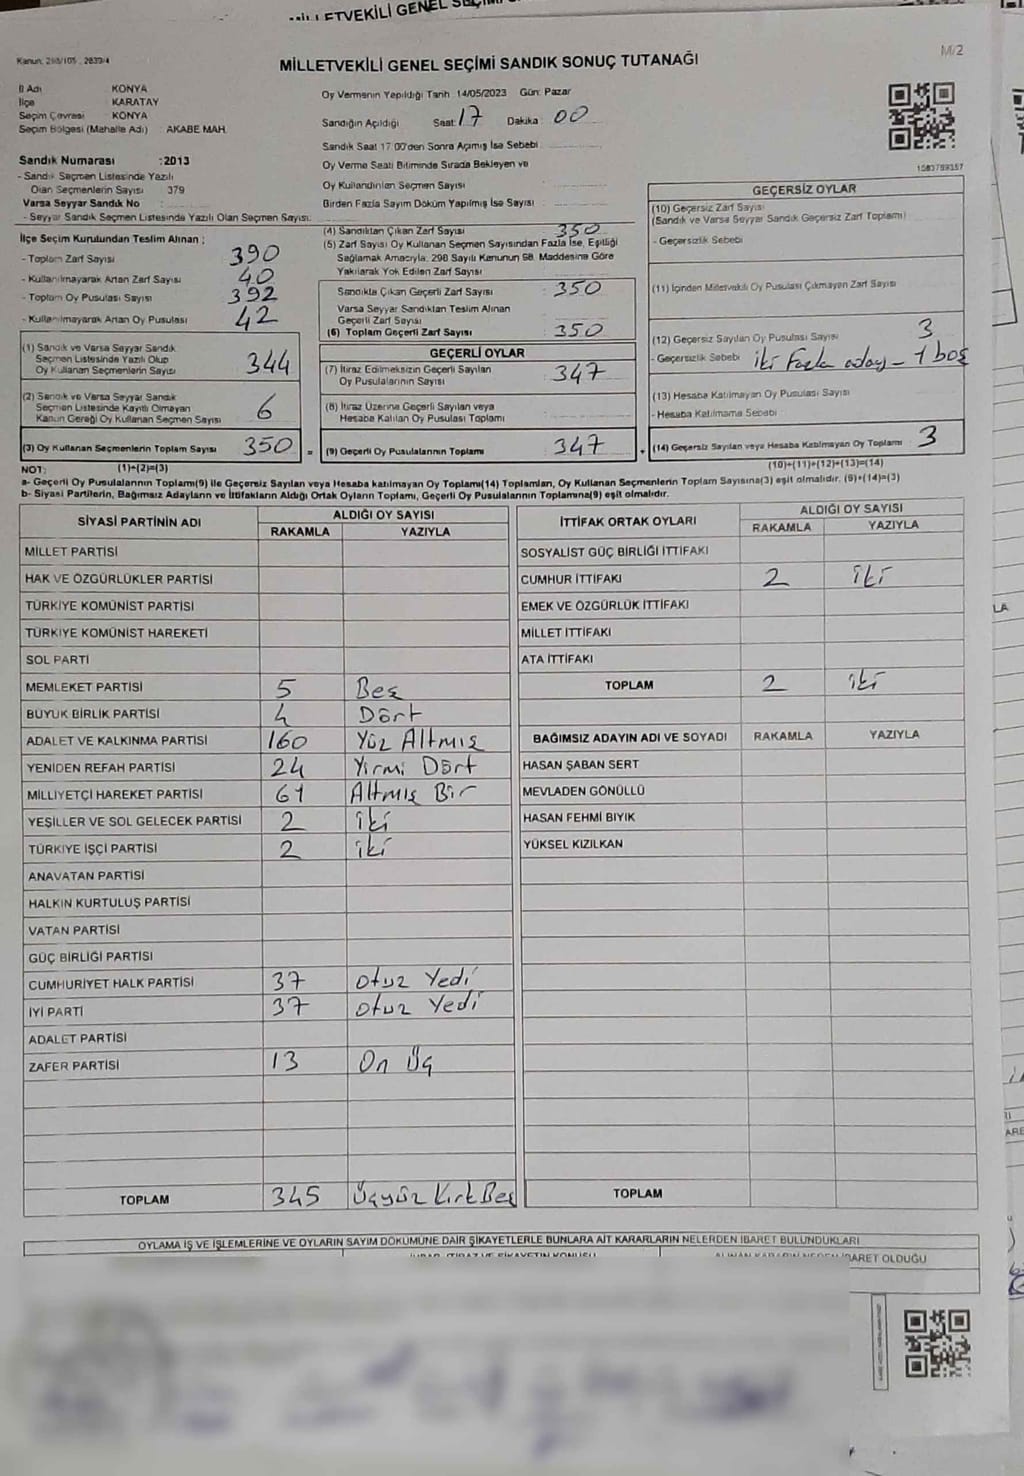 MİLLETVEKİLİ GENEL
Kanun: 298/105 , 2839/4
MİLLETVEKİLİ GENEL SEÇİMİ SANDIK SONUÇ TUTANAĞI
M/2
İl Adı KONYA
İlçe KARATAY
Seçim Çevresi KONYA
Seçim Bölgesi (Mahalle Adı) AKABE MAH.
Oy Vermenin Yapıldığı Tarih 14/05/2023 Gün: Pazar
Sandığın Açıldığı Saat: 17 Dakika: 00
Sandık Saat 17.00'den Sonra Açılmış İse Sebebi
Oy Verme Saati Bitiminde Sırada Bekleyen ve
Oy Kullandırılan Seçmen Sayısı
Birden Fazla Sayım Döküm Yapılmış İse Sayısı
1083789357
Sandık Numarası :2013
- Sandık Seçmen Listesinde Yazılı
Olan Seçmenlerin Sayısı 379
Varsa Seyyar Sandık No :
- Seyyar Sandık Seçmen Listesinde Yazılı Olan Seçmen Sayısı:
İlçe Seçim Kurulundan Teslim Alınan ;
- Toplam Zarf Sayısı 390
- Kullanılmayarak Artan Zarf Sayısı 40
- Toplam Oy Pusulası Sayısı 392
- Kullanılmayarak Artan Oy Pusulası 42
(1) Sandık ve Varsa Seyyar Sandık
Seçmen Listesinde Yazılı Olup
Oy Kullanan Seçmenlerin Sayısı 344
(2) Sandık ve Varsa Seyyar Sandık
Seçmen Listesinde Kayıtlı Olmayan
Kanun Gereği Oy Kullanan Seçmen Sayısı 6
(3) Oy Kullanan Seçmenlerin Toplam Sayısı 350 =
(4) Sandıktan Çıkan Zarf Sayısı 350
(5) Zarf Sayısı Oy Kullanan Seçmen Sayısından Fazla İse, Eşitliği
Sağlamak Amacıyla; 298 Sayılı Kanunun 98. Maddesine Göre
Yakılarak Yok Edilen Zarf Sayısı
Sandıkta Çıkan Geçerli Zarf Sayısı 350
Varsa Seyyar Sandıktan Teslim Alınan
Geçerli Zarf Sayısı
(6) Toplam Geçerli Zarf Sayısı 350
GEÇERLİ OYLAR
(7) İtiraz Edilmeksizin Geçerli Sayılan
Oy Pusulalarının Sayısı 347
(8) İtiraz Üzerine Geçerli Sayılan veya
Hesaba Katılan Oy Pusulası Toplamı
(9) Geçerli Oy Pusulalarının Toplamı 347 +
GEÇERSİZ OYLAR
(10) Geçersiz Zarf Sayısı
(Sandık ve Varsa Seyyar Sandık Geçersiz Zarf Toplamı)
- Geçersizlik Sebebi
(11) İçinden Milletvekili Oy Pusulası Çıkmayan Zarf Sayısı
(12) Geçersiz Sayılan Oy Pusulası Sayısı 3
- Geçersizlik Sebebi iki Fazla aday - 1 boş
(13) Hesaba Katılmayan Oy Pusulası Sayısı
- Hesaba Katılmama Sebebi
(14) Geçersiz Sayılan veya Hesaba Katılmayan Oy Toplamı 3
NOT: (1)+(2)=(3)
(10)+(11)+(12)+(13)=(14)
a- Geçerli Oy Pusulalarının Toplamı(9) ile Geçersiz Sayılan veya Hesaba katılmayan Oy Toplamı(14) Toplamları, Oy Kullanan Seçmenlerin Toplam Sayısına(3) eşit olmalıdır. (9)+(14)=(3)
b- Siyasi Partilerin, Bağımsız Adayların ve İttifakların Aldığı Ortak Oyların Toplamı, Geçerli Oy Pusulalarının Toplamına(9) eşit olmalıdır.
SİYASİ PARTİNİN ADI
ALDIĞI OY SAYISI
RAKAMLA YAZIYLA
MİLLET PARTİSİ
HAK VE ÖZGÜRLÜKLER PARTİSİ
TÜRKİYE KOMÜNİST PARTİSİ
TÜRKİYE KOMÜNİST HAREKETİ
SOL PARTİ
MEMLEKET PARTİSİ 5 Beş
BÜYÜK BİRLİK PARTİSİ 4 Dört
ADALET VE KALKINMA PARTİSİ 160 Yüz Altmış
YENİDEN REFAH PARTİSİ 24 Yirmi Dört
MİLLİYETÇİ HAREKET PARTİSİ 61 Altmış Bir
YEŞİLLER VE SOL GELECEK PARTİSİ 2 iki
TÜRKİYE İŞÇİ PARTİSİ 2 iki
ANAVATAN PARTİSİ
HALKIN KURTULUŞ PARTİSİ
VATAN PARTİSİ
GÜÇ BİRLİĞİ PARTİSİ
CUMHURİYET HALK PARTİSİ 37 Otuz Yedi
İYİ PARTİ 37 Otuz Yedi
ADALET PARTİSİ
ZAFER PARTİSİ 13 On Üç
TOPLAM 345 Üçyüz Kırk Beş
İTTİFAK ORTAK OYLARI
ALDIĞI OY SAYISI
RAKAMLA YAZIYLA
SOSYALİST GÜÇ BİRLİĞİ İTTİFAKI
CUMHUR İTTİFAKI 2 iki
EMEK VE ÖZGÜRLÜK İTTİFAKI
MİLLET İTTİFAKI
ATA İTTİFAKI
TOPLAM 2 iki
BAĞIMSIZ ADAYIN ADI VE SOYADI RAKAMLA YAZIYLA
HASAN ŞABAN SERT
MEVLADEN GÖNÜLLÜ
HASAN FEHMİ BIYIK
YÜKSEL KIZILKAN
TOPLAM
OYLAMA İŞ VE İŞLEMLERİNE VE OYLARIN SAYIM DÖKÜMÜNE DAİR ŞİKAYETLERLE BUNLARA AİT KARARLARIN NELERDEN İBARET BULUNDUKLARI
İHBAR, İTİRAZ VE ŞİKAYETİN KONUSU
ALINAN KARARIN NEDEN İBARET OLDUĞU